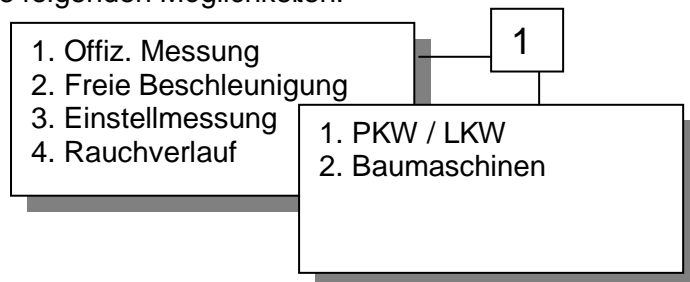 folgenden Möglichkeiten:
1. Offiz. Messung
2. Freie Beschleunigung
3. Einstellmessung
4. Rauchverlauf
1
1. PKW / LKW
2. Baumaschinen